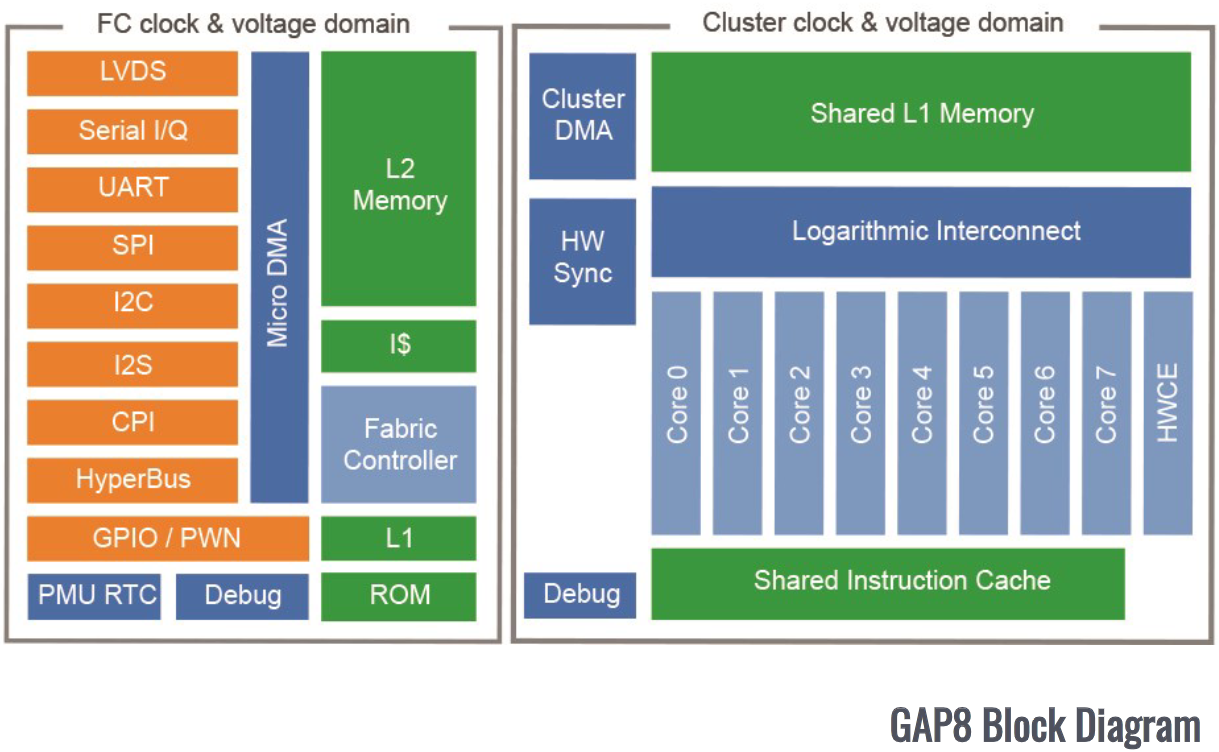 FC clock & voltage domain
LVDS
Serial I/Q
UART
SPI
I2C
I2S
CPI
HyperBus
GPIO / PWN
PMU RTC
Debug
Micro DMA
L2
Memory
I$
Fabric
Controller
L1
ROM
Cluster clock & voltage domain
Cluster
DMA
HW
Sync
Debug
Shared L1 Memory
Logarithmic Interconnect
Core 0
Core 1
Core 2
Core 3
Core 4
Core 5
Core 6
Core 7
HWCE
Shared Instruction Cache
GAP8 Block Diagram